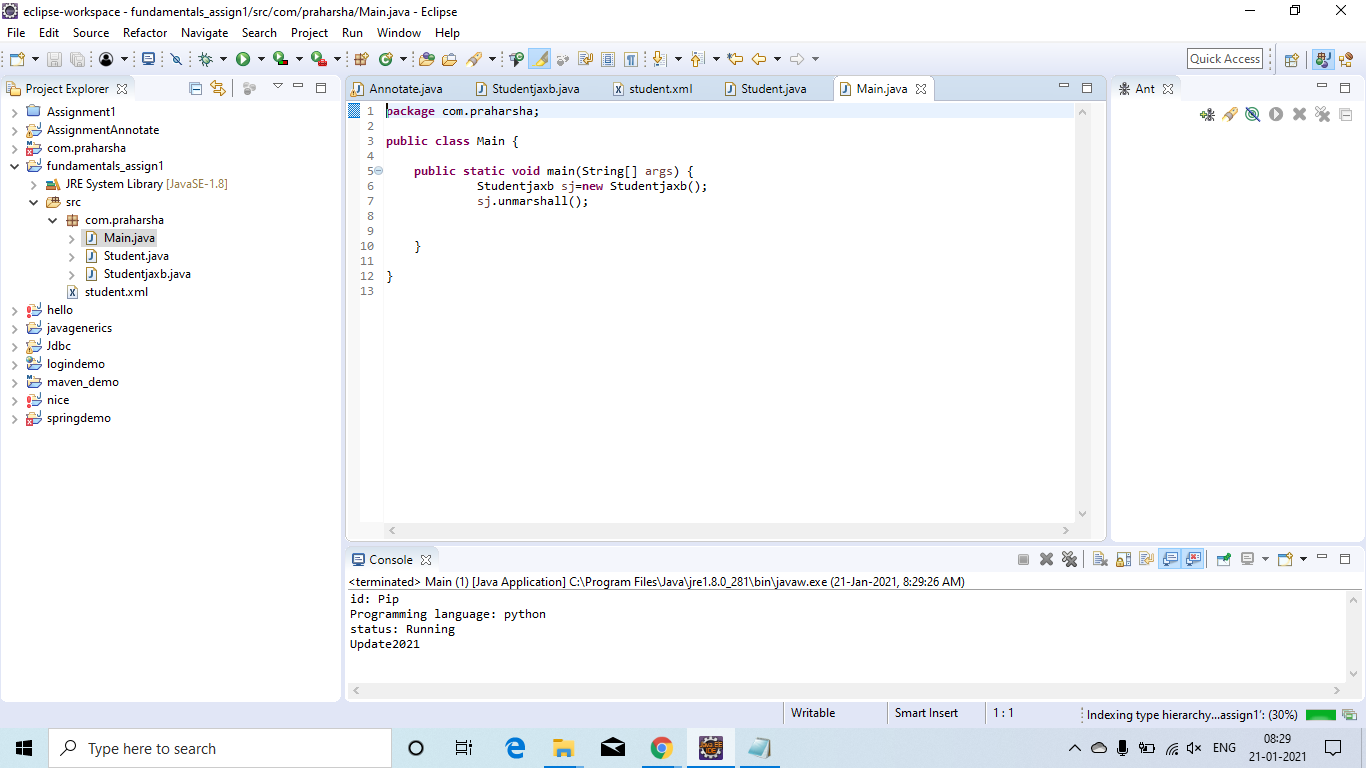 eclipse-workspace - fundamentals_assign1/src/com/praharsha/Main.java - Eclipse
File Edit Source Refactor Navigate Search Project Run Window Help
Quick Access
Project Explorer
Assignment1
AssignmentAnnotate
com.praharsha
fundamentals_assign1
JRE System Library [JavaSE-1.8]
src
com.praharsha
Main.java
Student.java
Studentjaxb.java
student.xml
hello
javagenerics
Jdbc
logindemo
maven_demo
nice
springdemo
Annotate.java Studentjaxb.java student.xml Student.java Main.java
1 package com.praharsha;
2
3 public class Main {
4
5 public static void main(String[] args) {
6 Studentjaxb sj=new Studentjaxb();
7 sj.unmarshall();
8
9
10 }
11
12 }
13
Ant
Console
<terminated> Main (1) [Java Application] C:\Program Files\Java\jre1.8.0_281\bin\javaw.exe (21-Jan-2021, 8:29:26 AM)
id: Pip
Programming language: python
status: Running
Update2021
Writable Smart Insert 1 : 1 Indexing type hierarchy...assign1': (30%)
Type here to search
JAVA EE
IDE
ENG
08:29
21-01-2021